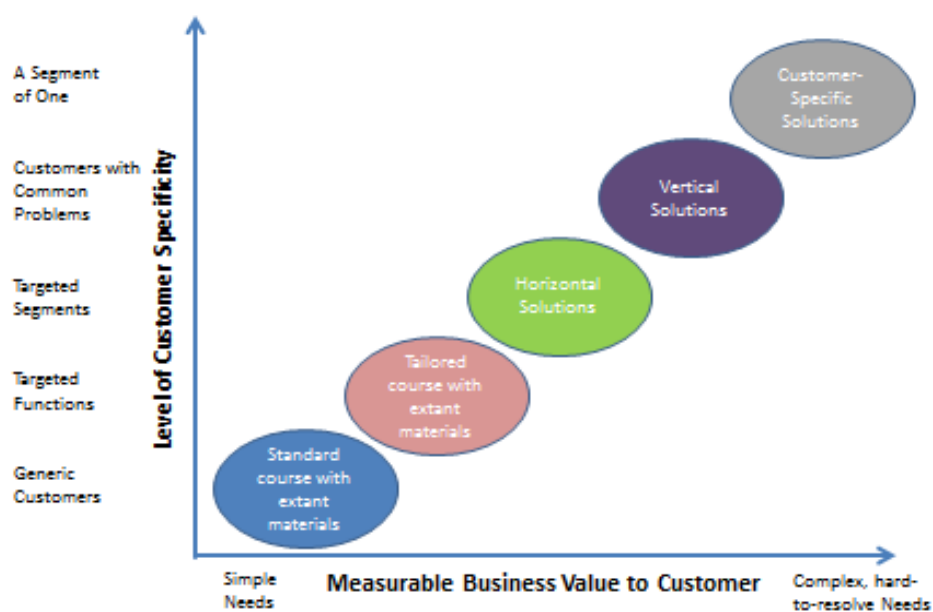 A Segment
of One
Customers with
Common
Problems
Targeted
Segments
Targeted
Functions
Generic
Customers
Level of Customer Specificity
Customer-
Specific
Solutions
Vertical
Solutions
Horizontal
Solutions
Tailored
course with
extant
materials
Standard
course with
extant
materials
Simple
Needs
Measurable Business Value to Customer
Complex, hard-
to-resolve Needs